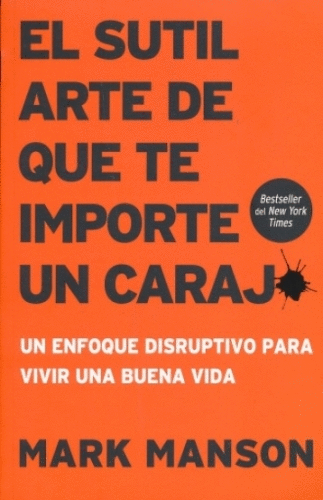 EL SUTIL
ARTE DE
QUE TE
IMPORTE
UN CARAJ
Bestseller
del New York
Times
UN ENFOQUE DISRUPTIVO PARA
VIVIR UNA BUENA VIDA
MARK MANSON